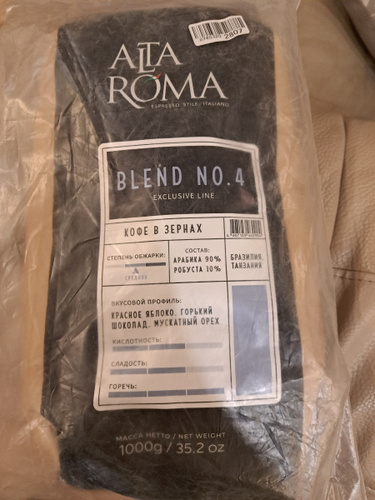 2807
ALTA
ROMA
ESPRESSO STILE ITALIANO
BLEND NO.4
EXCLUSIVE LINE
КОФЕ В ЗЕРНАХ
СТЕПЕНЬ ОБЖАРКИ:
СРЕДНЯЯ
СОСТАВ:
АРАБИКА 90%
РОБУСТА 10%
БРАЗИЛИЯ,
ТАНЗАНИЯ
ВКУСОВОЙ ПРОФИЛЬ:
КРАСНОЕ ЯБЛОКО, ГОРЬКИЙ
ШОКОЛАД, МУСКАТНЫЙ ОРЕХ
КИСЛОТНОСТЬ:
СЛАДОСТЬ:
ГОРЕЧЬ:
МАССА НЕТТО / NET WEIGHT
1000g / 35.2 oz